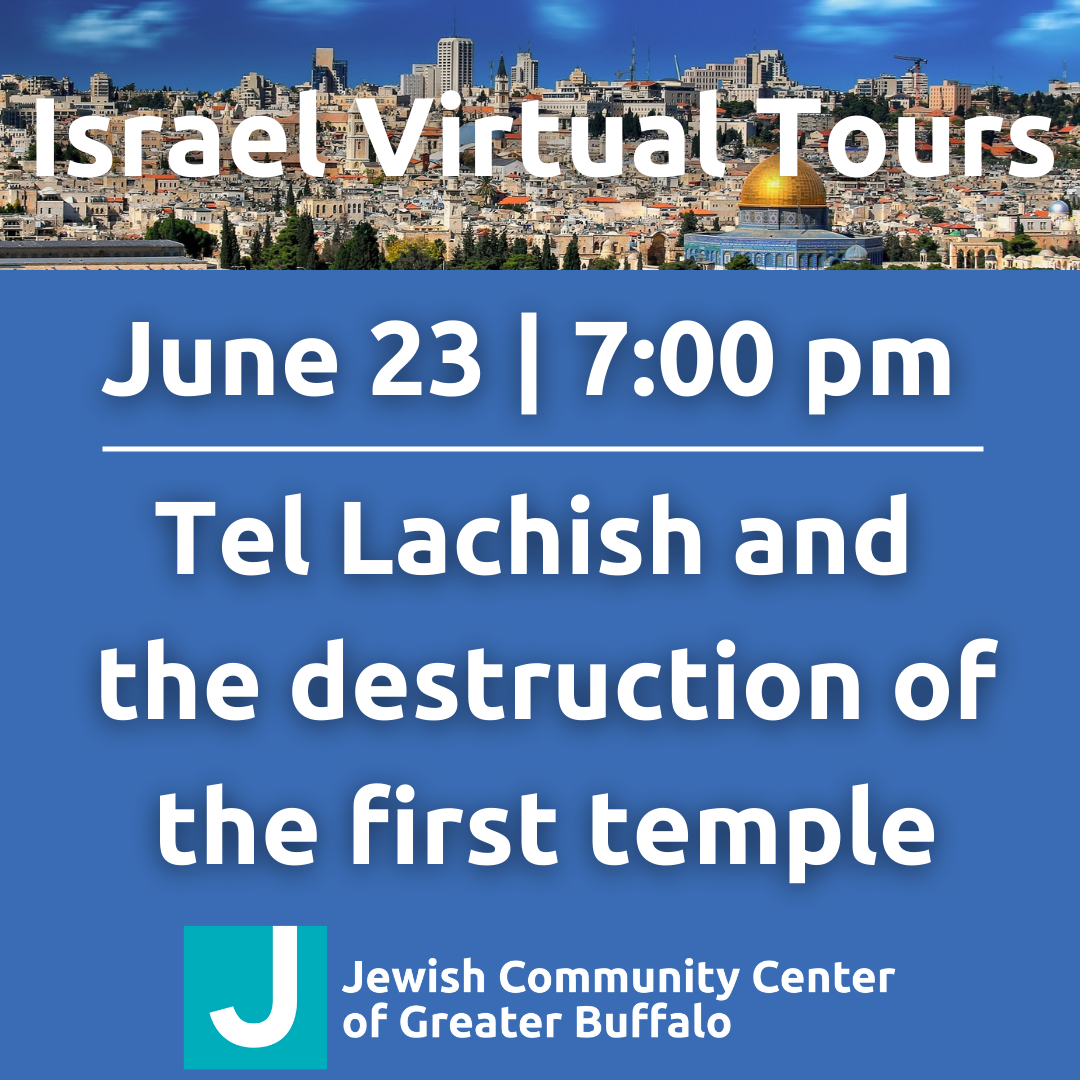 Israel Virtual Tours
June 23 | 7:00 pm
Tel Lachish and
the destruction of
the first temple
J
Jewish Community Center
of Greater Buffalo